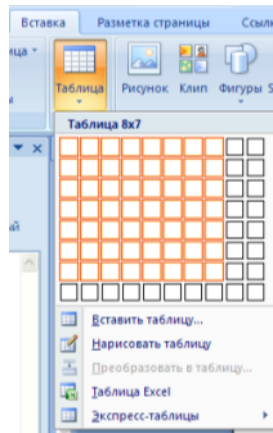 Вставка Разметка страницы Ссыл
ица
Таблица Рисунок Клип Фигуры S
Таблица 8x7
ый
Вставить таблицу...
Нарисовать таблицу
Преобразовать в таблицу...
Таблица Excel
Экспресс-таблицы